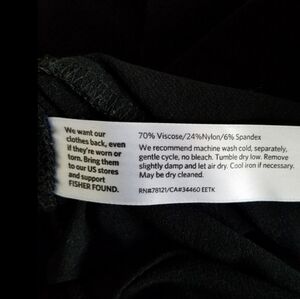 We want our
clothes back, even
if they're worn or
torn. Bring them
to our US stores
and support
FISHER FOUND.
70% Viscose/24%Nylon/6% Spandex
We recommend machine wash cold, separately,
gentle cycle, no bleach. Tumble dry low. Remove
slightly damp and let air dry. Cool iron if necessary.
May be dry cleaned.
RN#78121/CA#34460 EETK